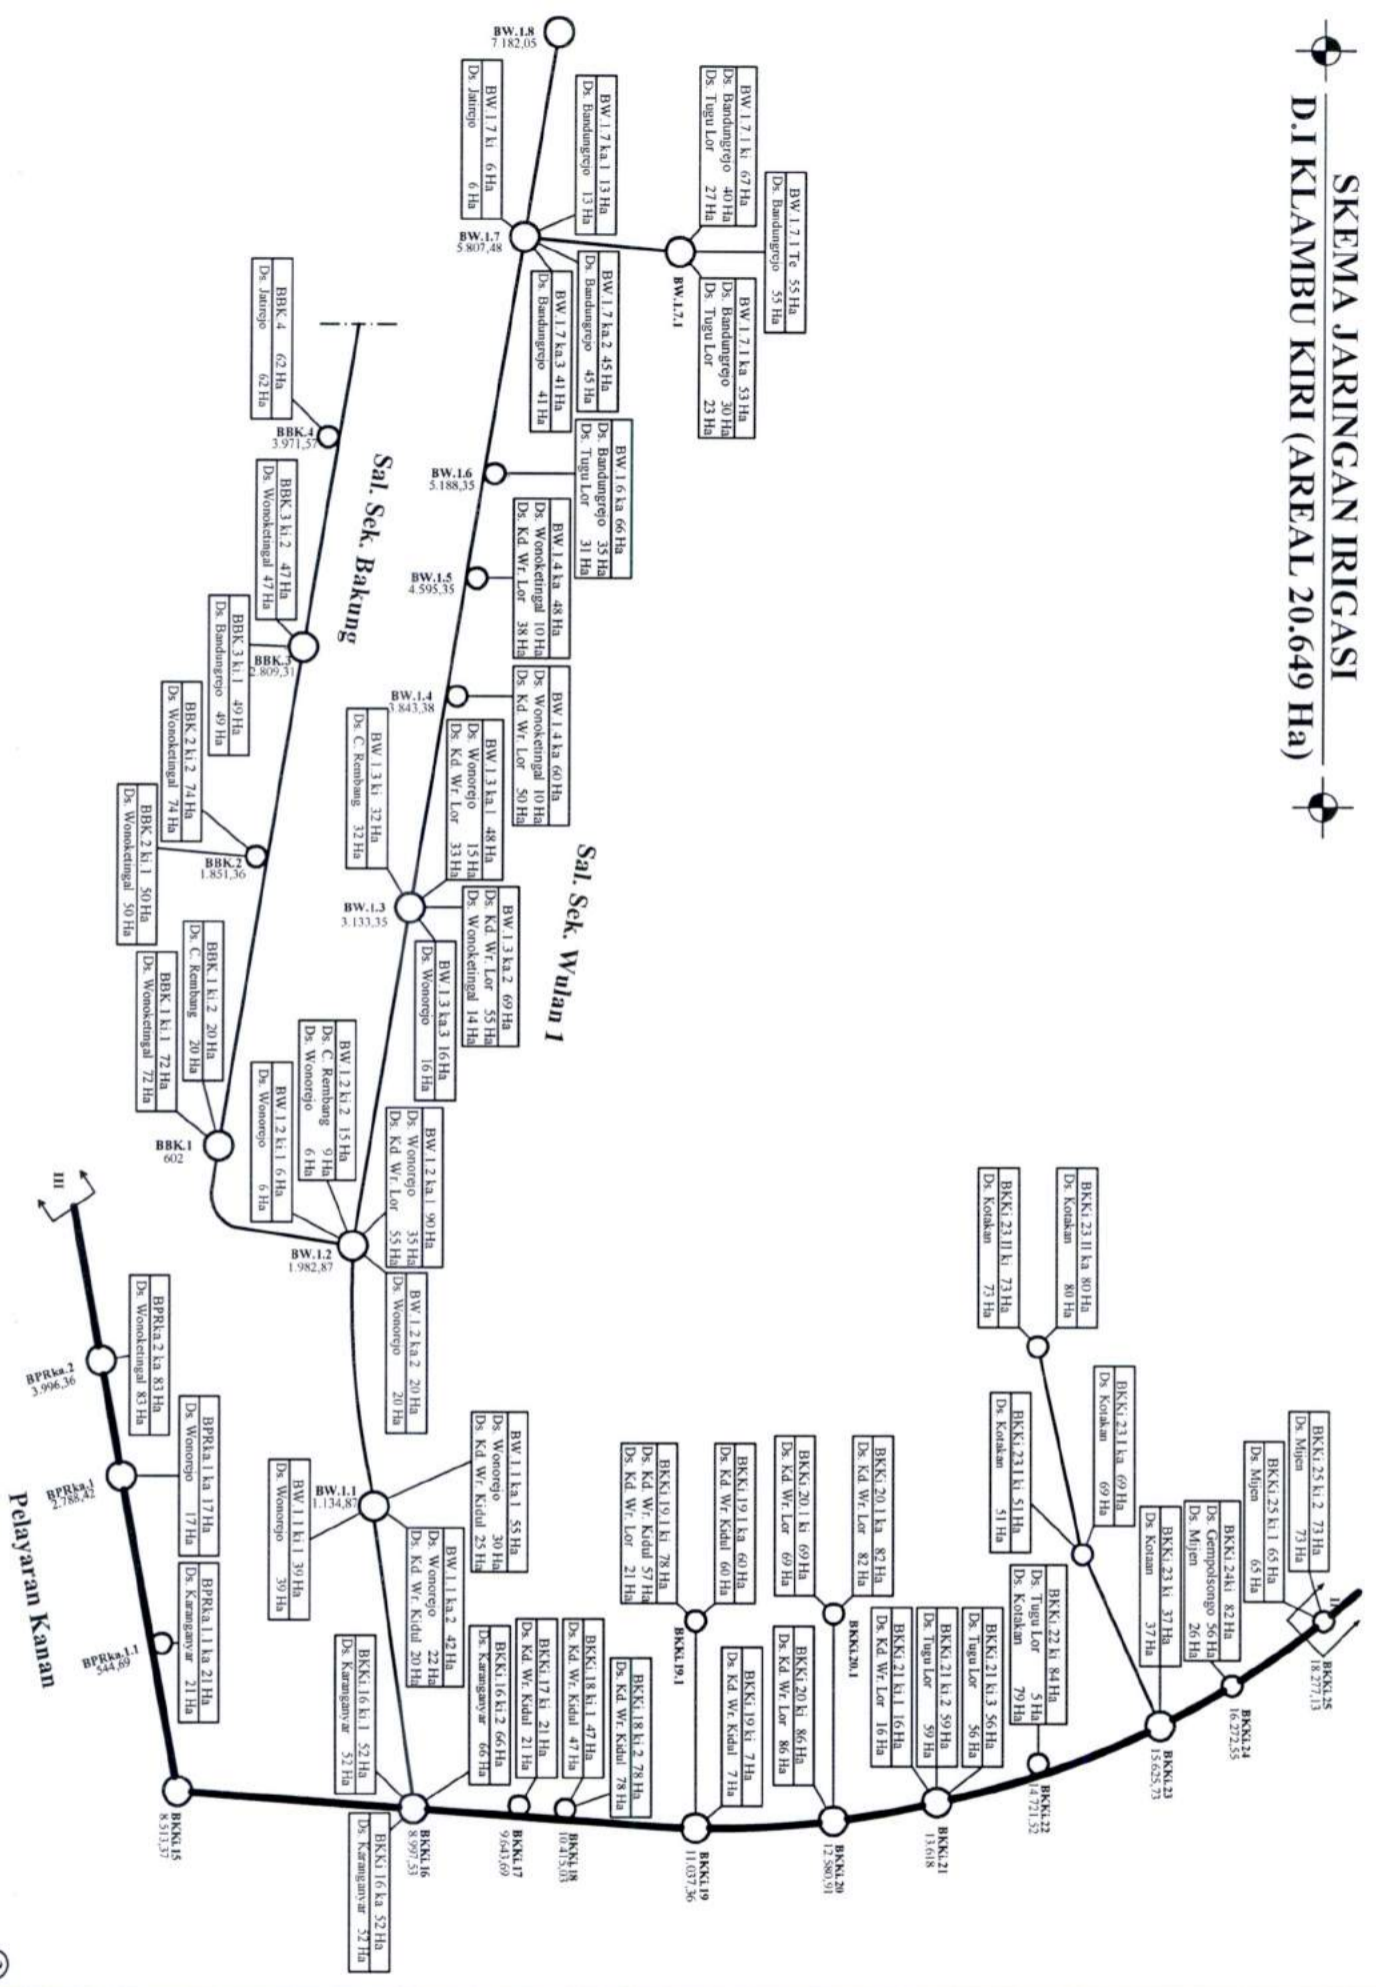 SKEMA JARINGAN IRIGASI
D.I KLAMBU KIRI (AREAL 20.649 Ha)
BW.1.8
7.182,05
BW.1.7 ki 6 Ha
Ds. Jatirejo 6 Ha
BW.1.7 ka.1 13 Ha
Ds. Bandungrejo 13 Ha
BW.1.7
5.807,48
BW.1.7.1 ki 67 Ha
Ds. Bandungrejo 40 Ha
Ds. Tugu Lor 27 Ha
BW.1.7.1 Te 55 Ha
Ds. Bandungrejo 55 Ha
BW.1.7.1
BW.1.7.1 ka 53 Ha
Ds. Bandungrejo 30 Ha
Ds. Tugu Lor 23 Ha
BW.1.7 ka.2 45 Ha
Ds. Bandungrejo 45 Ha
BW.1.7 ka.3 41 Ha
Ds. Bandungrejo 41 Ha
BW.1.6 ka 66 Ha
Ds. Bandungrejo 35 Ha
Ds. Tugu Lor 31 Ha
BW.1.6
5.188,35
BW.1.4 ka 48 Ha
Ds. Wonoketingal 10 Ha
Ds. Kd. Wr. Lor 38 Ha
BW.1.5
4.595,35
BW 1.4 ka 60 Ha
Ds. Wonoketingal 10 Ha
Ds. Kd. Wr. Lor 50 Ha
BW.1.4
3.843,38
BW 1.3 ki 32 Ha
Ds. C. Rembang 32 Ha
BW 1.3 ka.1 48 Ha
Ds. Wonorejo 15 Ha
Ds. Kd. Wr. Lor 33 Ha
BW.1.3 ka.2 69 Ha
Ds. Kd. Wr. Lor 55 Ha
Ds. Wonoketingal 14 Ha
BW.1.3 ka.3 16 Ha
Ds. Wonorejo 16 Ha
BW.1.3
3.133,35
Sal. Sek. Wulan 1
BW.1.2 ki 2 15 Ha
Ds. C. Rembang 9 Ha
Ds. Wonorejo 6 Ha
BW.1.2 ki.1 6 Ha
Ds. Wonorejo 6 Ha
BW.1.2 ka.1 90 Ha
Ds. Wonorejo 35 Ha
Ds. Kd. Wr. Lor 55 Ha
BW.1.2 ka 2 20 Ha
Ds. Wonorejo 20 Ha
BW.1.2
1.982,87
BW 1.1 ka.1 55 Ha
Ds. Wonorejo 30 Ha
Ds. Kd. Wr. Kidul 25 Ha
BW 1.1 ki.1 39 Ha
Ds. Wonorejo 39 Ha
BW.1.1
1.134,87
BW 1.1 ka.2 42 Ha
Ds. Wonorejo 22 Ha
Ds. Kd. Wr. Kidul 20 Ha
Sal. Sek. Bakung
BBK.4 62 Ha
Ds. Jatirejo 62 Ha
BBK.4
3.971,57
BBK.3 ki.2 47 Ha
Ds. Wonoketingal 47 Ha
BBK.3 ki.1 49 Ha
Ds. Bandungrejo 49 Ha
BBK.3
2.809,31
BBK.2 ki.2 74 Ha
Ds. Wonoketingal 74 Ha
BBK.2 ki.1 50 Ha
Ds. Wonoketingal 50 Ha
BBK.2
1.851,36
BBK.1 ki 2 20 Ha
Ds. C. Rembang 20 Ha
BBK.1 ki.1 72 Ha
Ds. Wonoketingal 72 Ha
BBK.1
602
III
BPRka.2 ka 83 Ha
Ds. Wonoketingal 83 Ha
BPRka.2
3.996,36
BPRka.1 ka 17 Ha
Ds. Wonorejo 17 Ha
BPRka.1
2.788,42
BPRka.1.1 ka 21 Ha
Ds. Karanganyar 21 Ha
BPRka.1.1
544,69
Pelayaran Kanan
BKKi.15
8.513,37
BKKi.16 ki.1 52 Ha
Ds. Karanganyar 52 Ha
BKKi.16 ki.2 66 Ha
Ds. Karanganyar 66 Ha
BKKi 16 ka 52 Ha
Ds. Karanganyar 52 Ha
BKKi.16
8.997,53
BKKi.17 ki 21 Ha
Ds. Kd. Wr. Kidul 21 Ha
BKKi.17
9.643,69
BKKi.18 ki.1 47 Ha
Ds. Kd. Wr. Kidul 47 Ha
BKKi.18 ki 2 78 Ha
Ds. Kd. Wr. Kidul 78 Ha
BKKi.18
10.415,03
BKKi.19.1 ki 78 Ha
Ds. Kd. Wr. Kidul 57 Ha
Ds. Kd. Wr. Lor 21 Ha
BKKi.19.1 ka 60 Ha
Ds. Kd. Wr. Kidul 60 Ha
BKKi.19.1
BKKi.19 ki 7 Ha
Ds. Kd. Wr. Kidul 7 Ha
BKKi.19
11.037,36
BKKi.20.1 ki 69 Ha
Ds. Kd. Wr. Lor 69 Ha
BKKi.20.1 ka 82 Ha
Ds. Kd. Wr. Lor 82 Ha
BKKi.20.1
BKKi.20 ki 86 Ha
Ds. Kd. Wr. Lor 86 Ha
BKKi.20
12.580,91
BKKi.21 ki.1 16 Ha
Ds. Kd. Wr. Lor 16 Ha
BKKi.21 ki.2 59 Ha
Ds. Tugu Lor 59 Ha
BKKi.21 ki.3 56 Ha
Ds. Tugu Lor 56 Ha
BKKi.21
13.618
BKKi.22 ki 84 Ha
Ds. Tugu Lor 5 Ha
Ds. Kotakan 79 Ha
BKKi.22
14.721,52
BKKi 23.II ki 73 Ha
Ds. Kotakan 73 Ha
BKKi 23.II ka 80 Ha
Ds. Kotakan 80 Ha
BKKi 23.I ki 51 Ha
Ds. Kotakan 51 Ha
BKKi 23.I ka 69 Ha
Ds. Kotakan 69 Ha
BKKi 23 ki 37 Ha
Ds. Kotaan 37 Ha
BKKi.23
15.625,73
BKKi.24ki 82 Ha
Ds. Gempolsongo 56 Ha
Ds. Mijen 26 Ha
BKKi.24
16.272,55
BKKi 25 ki.1 65 Ha
Ds. Mijen 65 Ha
BKKi.25 ki 2 73 Ha
Ds. Mijen 73 Ha
BKKi.25
18.277,13